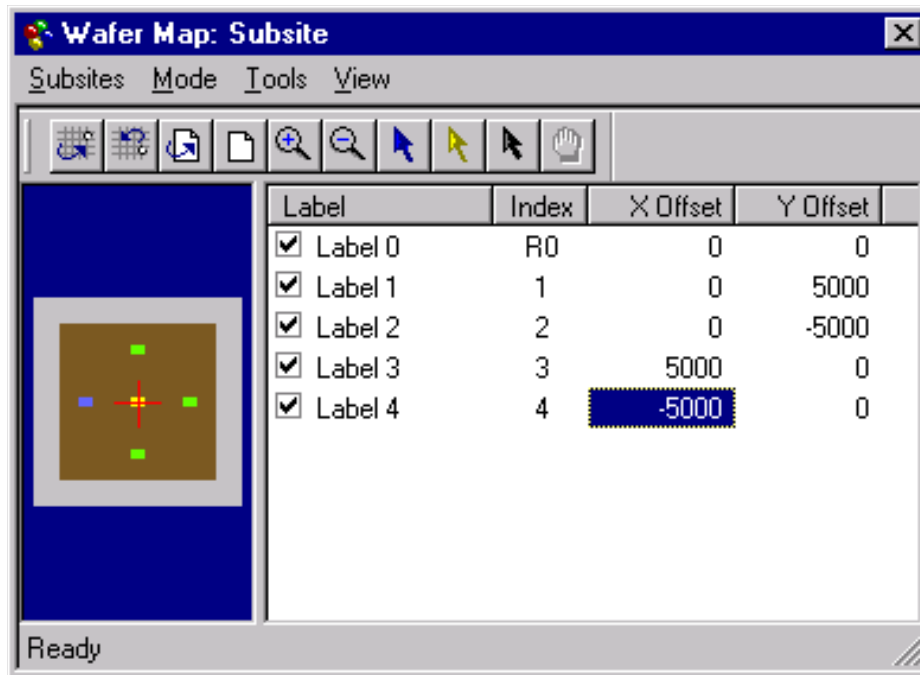 Wafer Map: Subsite
Subsites Mode Tools View
Label Index X Offset Y Offset
Label 0 R0 0 0
Label 1 1 0 5000
Label 2 2 0 -5000
Label 3 3 5000 0
Label 4 4 -5000 0
Ready